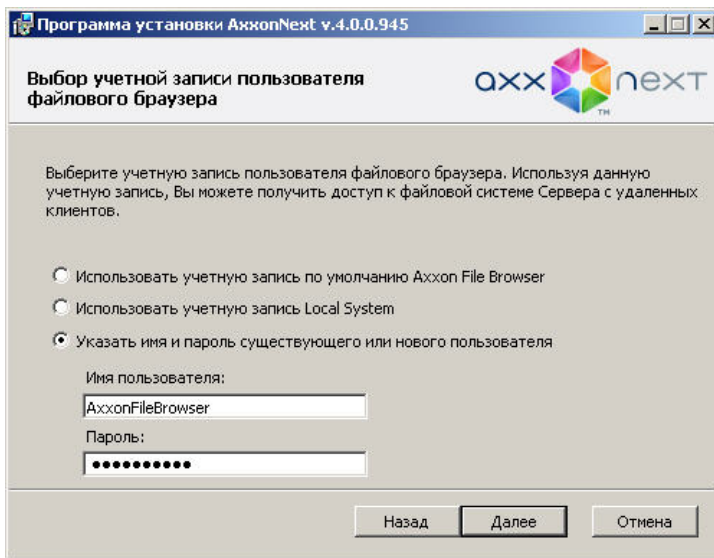 Программа установки AxxonNext v.4.0.0.945
Выбор учетной записи пользователя
файлового браузера
axx next
TM
Выберите учетную запись пользователя файлового браузера. Используя данную
учетную запись, Вы можете получить доступ к файловой системе Сервера с удаленных
клиентов.
Использовать учетную запись по умолчанию Axxon File Browser
Использовать учетную запись Local System
Указать имя и пароль существующего или нового пользователя
Имя пользователя:
AxxonFileBrowser
Пароль:
●●●●●●●●●●
Назад Далее Отмена